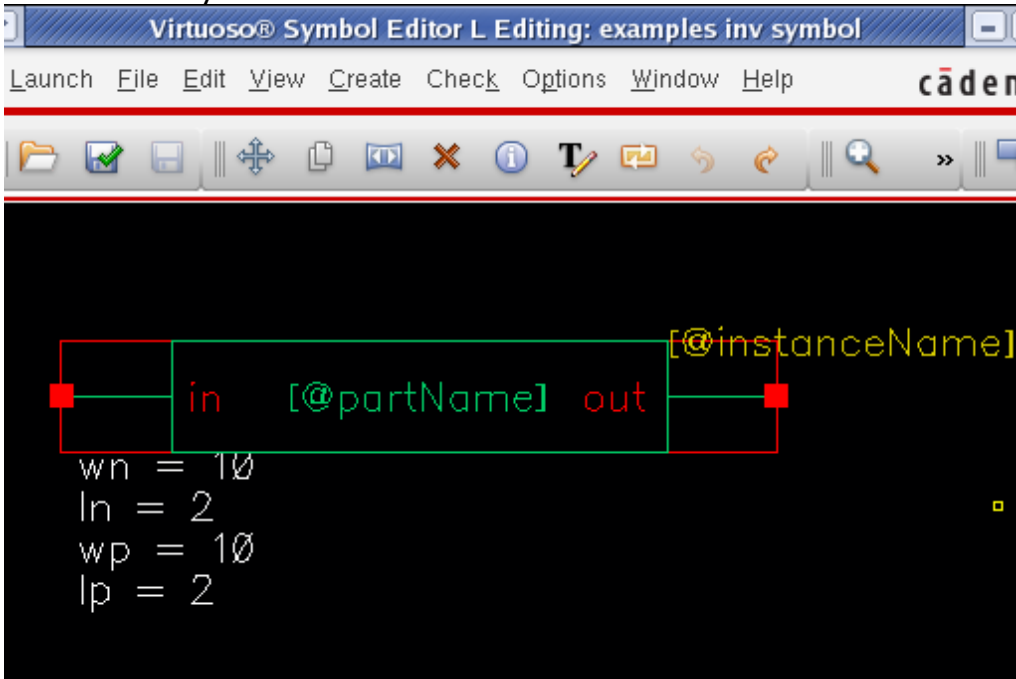 Virtuoso® Symbol Editor L Editing: examples inv symbol
Launch File Edit View Create Check Options Window Help cāden
[@instanceName]
in [@partName] out
wn = 10
ln = 2
wp = 10
lp = 2